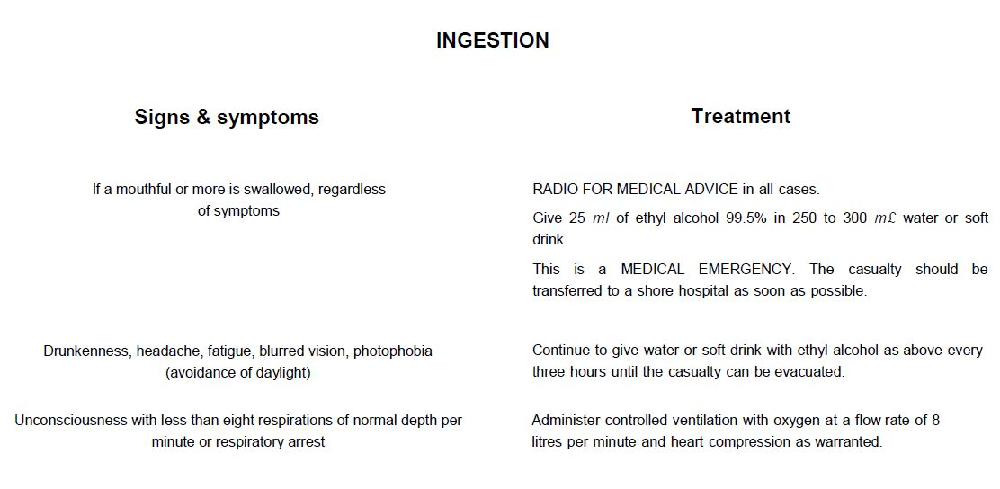 INGESTION
Signs & symptoms
Treatment
If a mouthful or more is swallowed, regardless
of symptoms
RADIO FOR MEDICAL ADVICE in all cases.
Give 25 ml of ethyl alcohol 99.5% in 250 to 300 m£ water or soft
drink.
This is a MEDICAL EMERGENCY. The casualty should be
transferred to a shore hospital as soon as possible.
Drunkenness, headache, fatigue, blurred vision, photophobia
(avoidance of daylight)
Continue to give water or soft drink with ethyl alcohol as above every
three hours until the casualty can be evacuated.
Unconsciousness with less than eight respirations of normal depth per
minute or respiratory arrest
Administer controlled ventilation with oxygen at a flow rate of 8
litres per minute and heart compression as warranted.